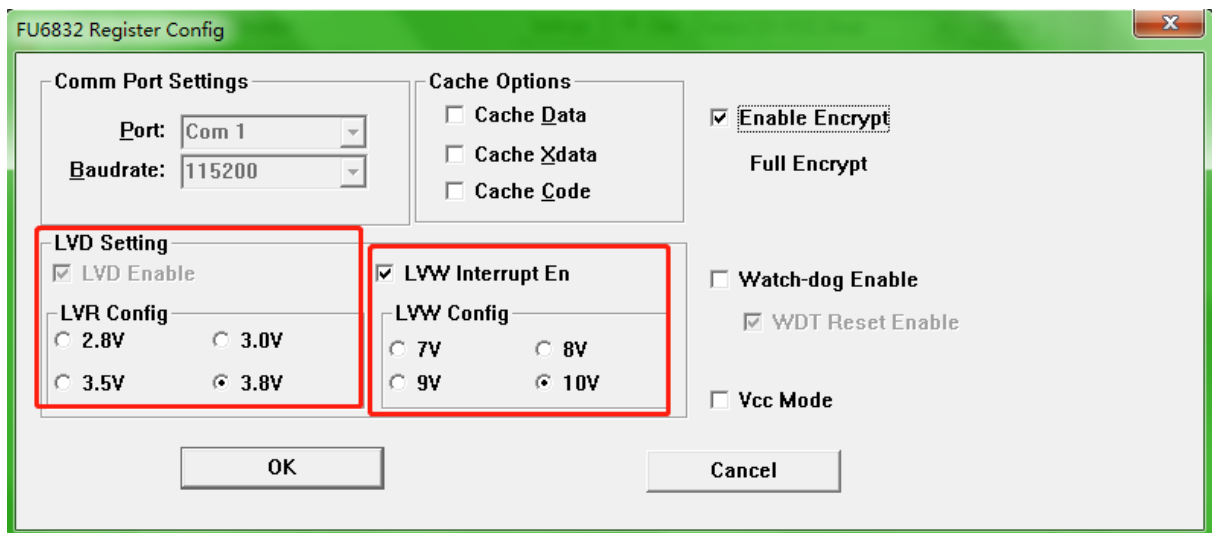 FU6832 Register Config
Comm Port Settings
Port: Com 1
Baudrate: 115200
Cache Options
Cache Data
Cache Xdata
Cache Code
Enable Encrypt
Full Encrypt
LVD Setting
LVD Enable
LVR Config
2.8V 3.0V
3.5V 3.8V
LVW Interrupt En
LVW Config
7V 8V
9V 10V
Watch-dog Enable
WDT Reset Enable
Vcc Mode
OK
Cancel